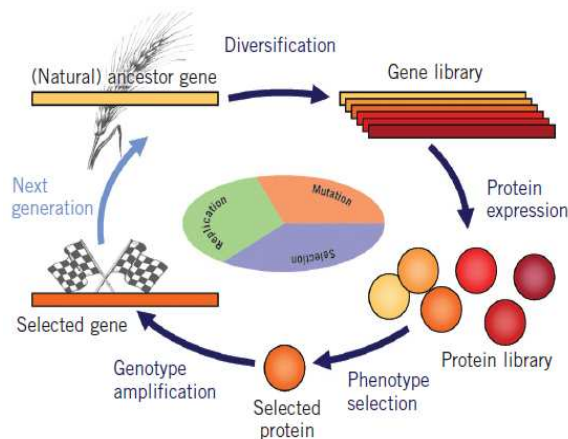 Diversification
(Natural) ancestor gene
Gene library
Next
generation
Protein
expression
Replication
Mutation
Selection
Selected gene
Protein library
Genotype
amplification
Phenotype
selection
Selected
protein